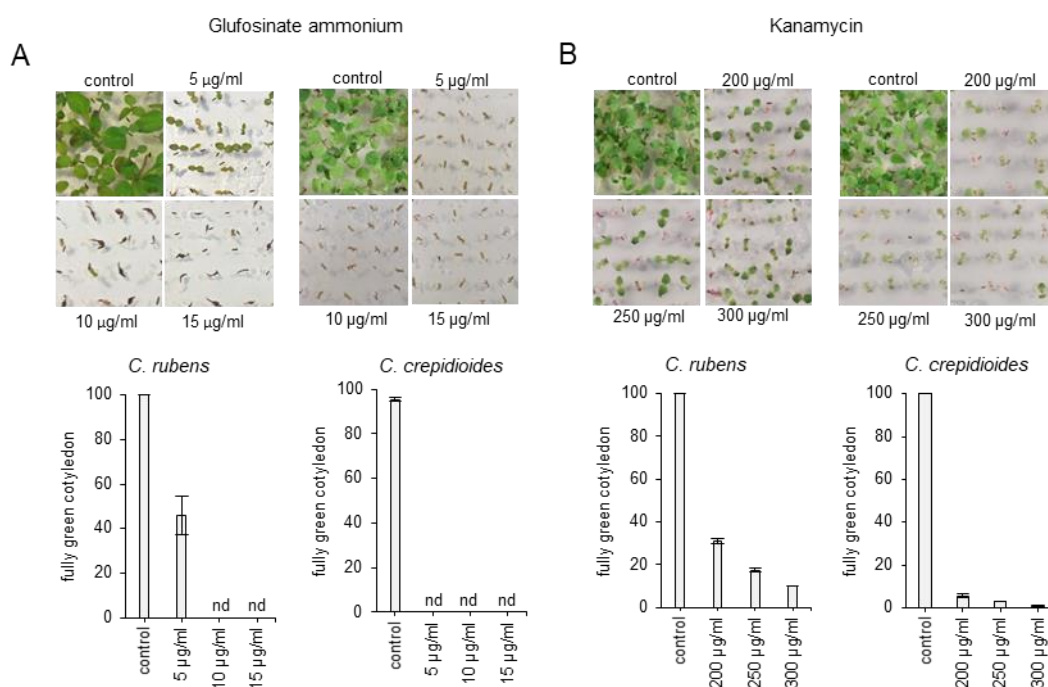 Glufosinate ammonium
Kanamycin
A
B
control
5 µg/ml
control
5 µg/ml
control
200 µg/ml
control
200 µg/ml
10 µg/ml
15 µg/ml
10 µg/ml
15 µg/ml
250 µg/ml
300 µg/ml
250 µg/ml
300 µg/ml
C. rubens
C. crepidioides
C. rubens
C. crepidioides
fully green cotyledon
100
80
60
40
20
0
nd
nd
control
5 µg/ml
10 µg/ml
15 µg/ml
fully green cotyledon
100
80
60
40
20
0
nd
nd
nd
control
5 µg/ml
10 µg/ml
15 µg/ml
fully green cotyledon
100
80
60
40
20
0
control
200 µg/ml
250 µg/ml
300 µg/ml
fully green cotyledon
100
80
60
40
20
0
control
200 µg/ml
250 µg/ml
300 µg/ml